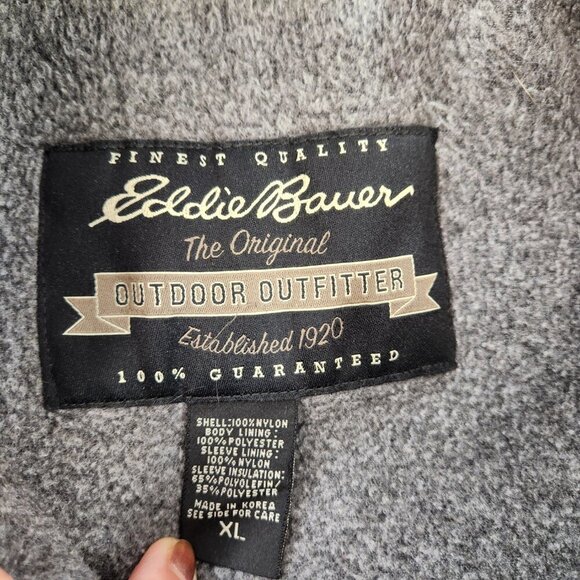 FINEST QUALITY
Eddie Bauer
The Original
OUTDOOR OUTFITTER
Established 1920
100% GUARANTEED
SHELL:100%NYLON
BODY LINING:
100%POLYESTER
SLEEVE LINING:
100%NYLON
SLEEVE INSULATION:
65%POLYOLEFIN/
35%POLYESTER
MADE IN KOREA
SEE SIDE FOR CARE
XL